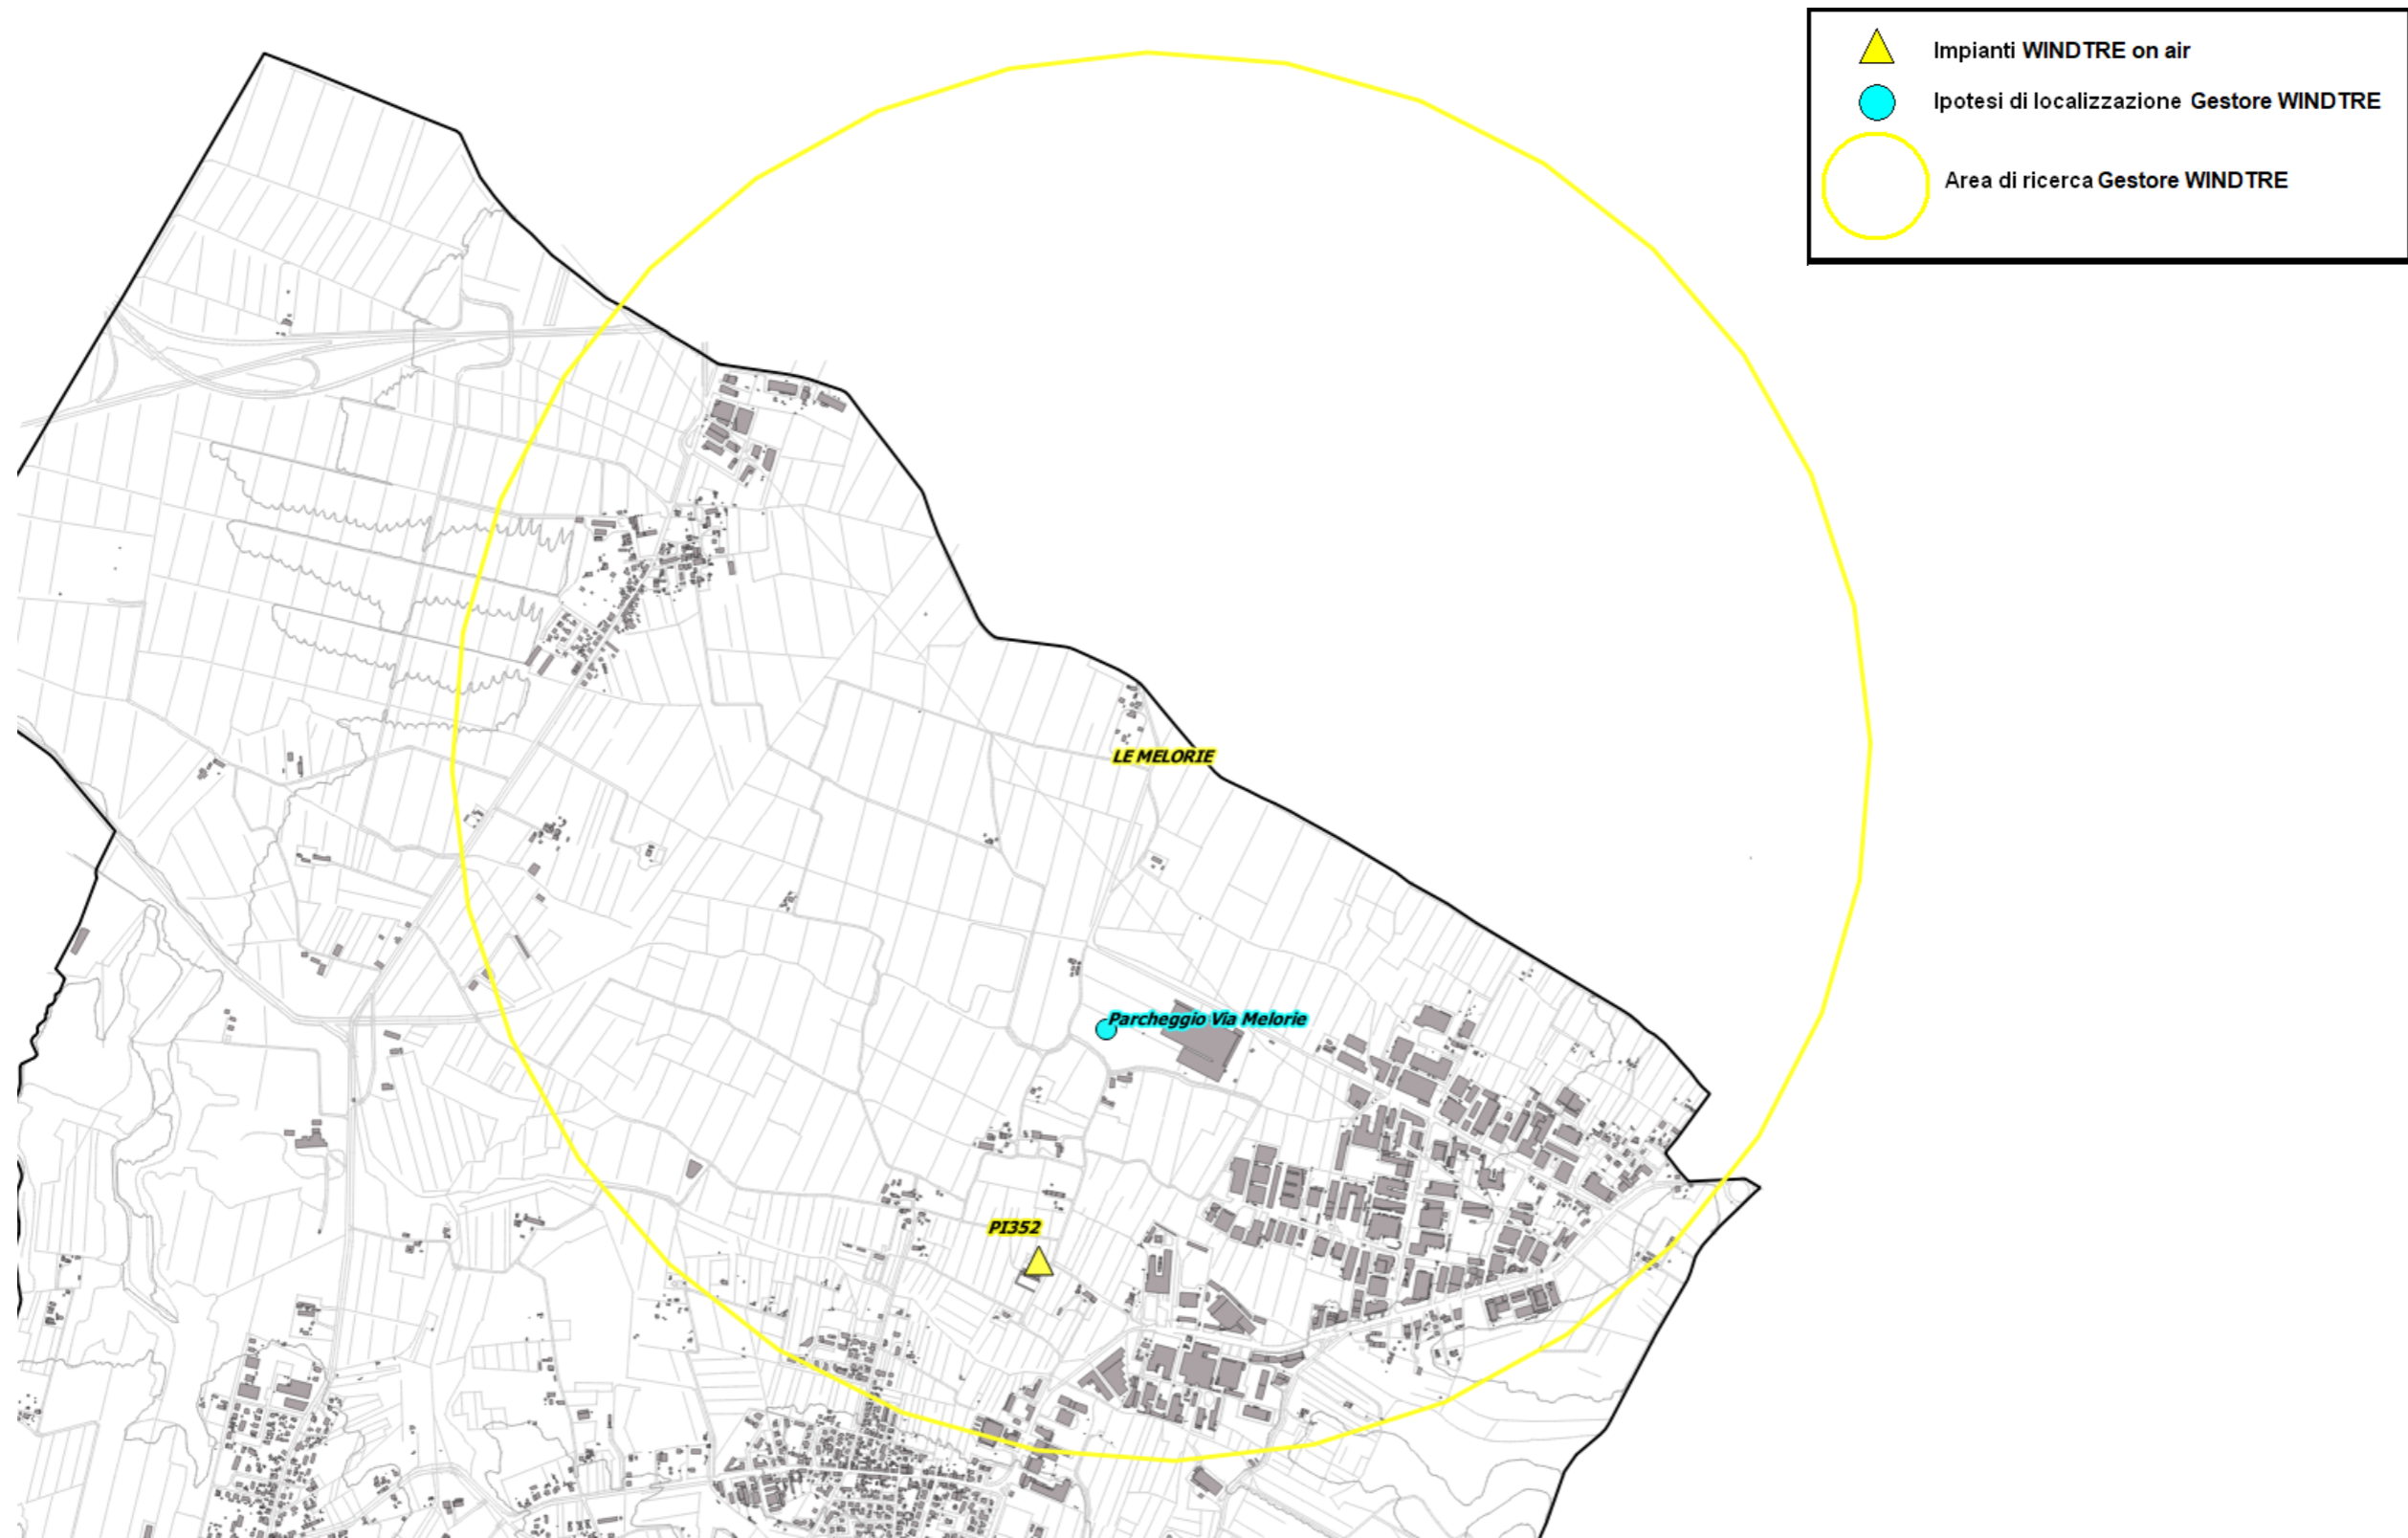 Impianti WINDTRE on air
Ipotesi di localizzazione Gestore WINDTRE
Area di ricerca Gestore WINDTRE
LE MELORIE
Parcheggio Via Melorie
PI352